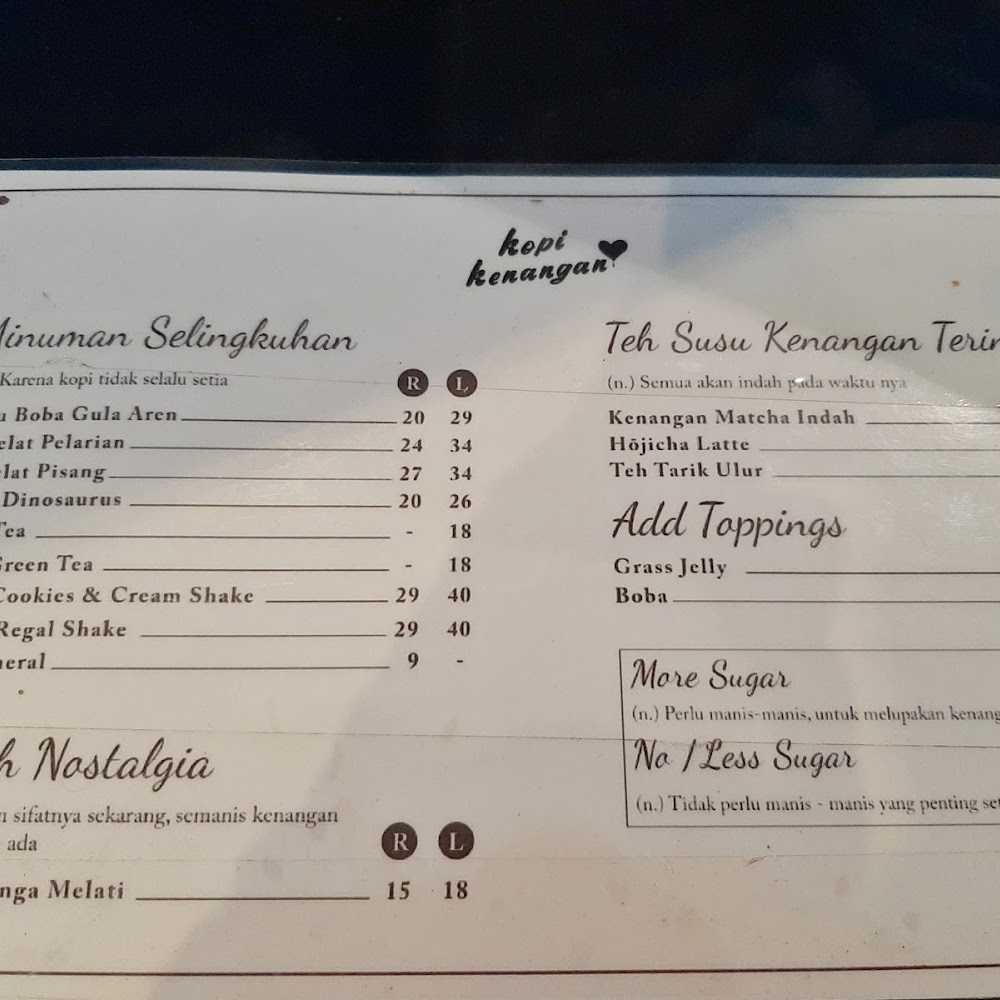 kopi
kenangan
Minuman Selingkuhan
Karena kopi tidak selalu setia
R L
Boba Gula Aren 20 29
Pelarian 24 34
Pisang 27 34
Dinosaurus 20 26
Tea - 18
Green Tea - 18
Cookies & Cream Shake 29 40
Regal Shake 29 40
neral 9 -
h Nostalgia
sifatnya sekarang, semanis kenangan
ada
R L
nga Melati 15 18
Teh Susu Kenangan Terin
(n.) Semua akan indah pada waktu nya
Kenangan Matcha Indah
Hōjicha Latte
Teh Tarik Ulur
Add Toppings
Grass Jelly
Boba
More Sugar
(n.) Perlu manis-manis, untuk melupakan kenang
No / Less Sugar
(n.) Tidak perlu manis - manis yang penting set